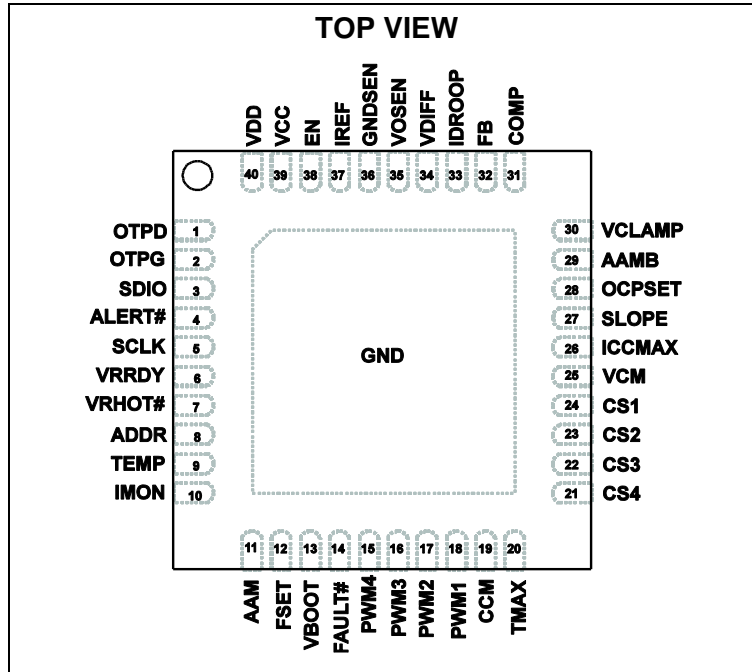 TOP VIEW
VDD
VCC
EN
IREF
GNDSEN
VOSEN
VDIFF
IDROOP
FB
COMP
40 39 38 37 36 35 34 33 32 31
OTPD 1
OTPG 2
SDIO 3
ALERT# 4
SCLK 5
VRRDY 6
VRHOT# 7
ADDR 8
TEMP 9
IMON 10
GND
30 VCLAMP
29 AAMB
28 OCPSET
27 SLOPE
26 ICCMAX
25 VCM
24 CS1
23 CS2
22 CS3
21 CS4
11 12 13 14 15 16 17 18 19 20
AAM
FSET
VBOOT
FAULT#
PWM4
PWM3
PWM2
PWM1
CCM
TMAX